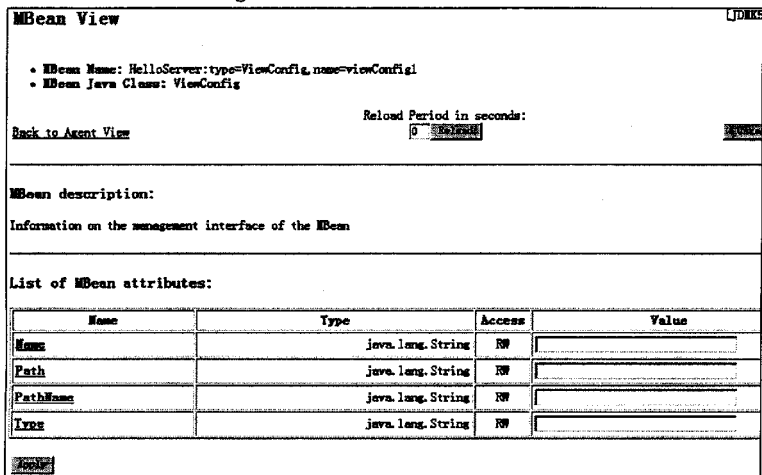 MBean View
[JDMK5
• MBean Name: HelloServer:type=ViewConfig,name=viewConfig1
• MBean Java Class: ViewConfig
Reload Period in seconds:
0 Reload
Back to Agent View
MBean description:
Information on the management interface of the MBean
List of MBean attributes:
Name Type Access Value
Name java.lang.String RW
Path java.lang.String RW
PathName java.lang.String RW
Type java.lang.String RW
Apply